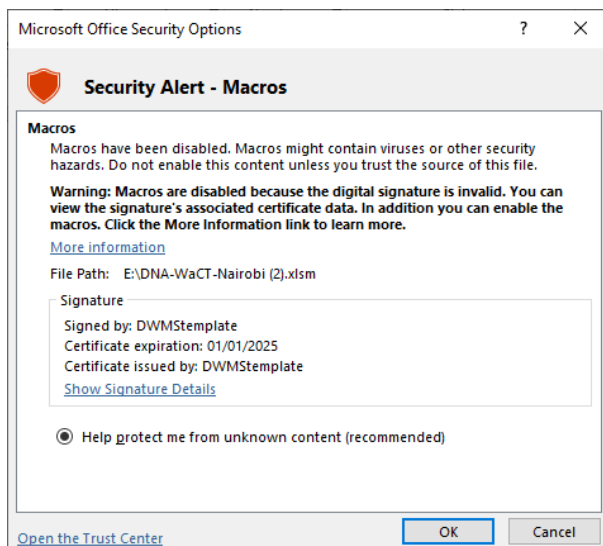 Microsoft Office Security Options
?
Security Alert - Macros
Macros
Macros have been disabled. Macros might contain viruses or other security
hazards. Do not enable this content unless you trust the source of this file.
Warning: Macros are disabled because the digital signature is invalid. You can
view the signature's associated certificate data. In addition you can enable the
macros. Click the More Information link to learn more.
More information
File Path: E:\DNA-WaCT-Nairobi (2).xlsm
Signature
Signed by: DWMStemplate
Certificate expiration: 01/01/2025
Certificate issued by: DWMStemplate
Show Signature Details
Help protect me from unknown content (recommended)
Open the Trust Center
OK
Cancel